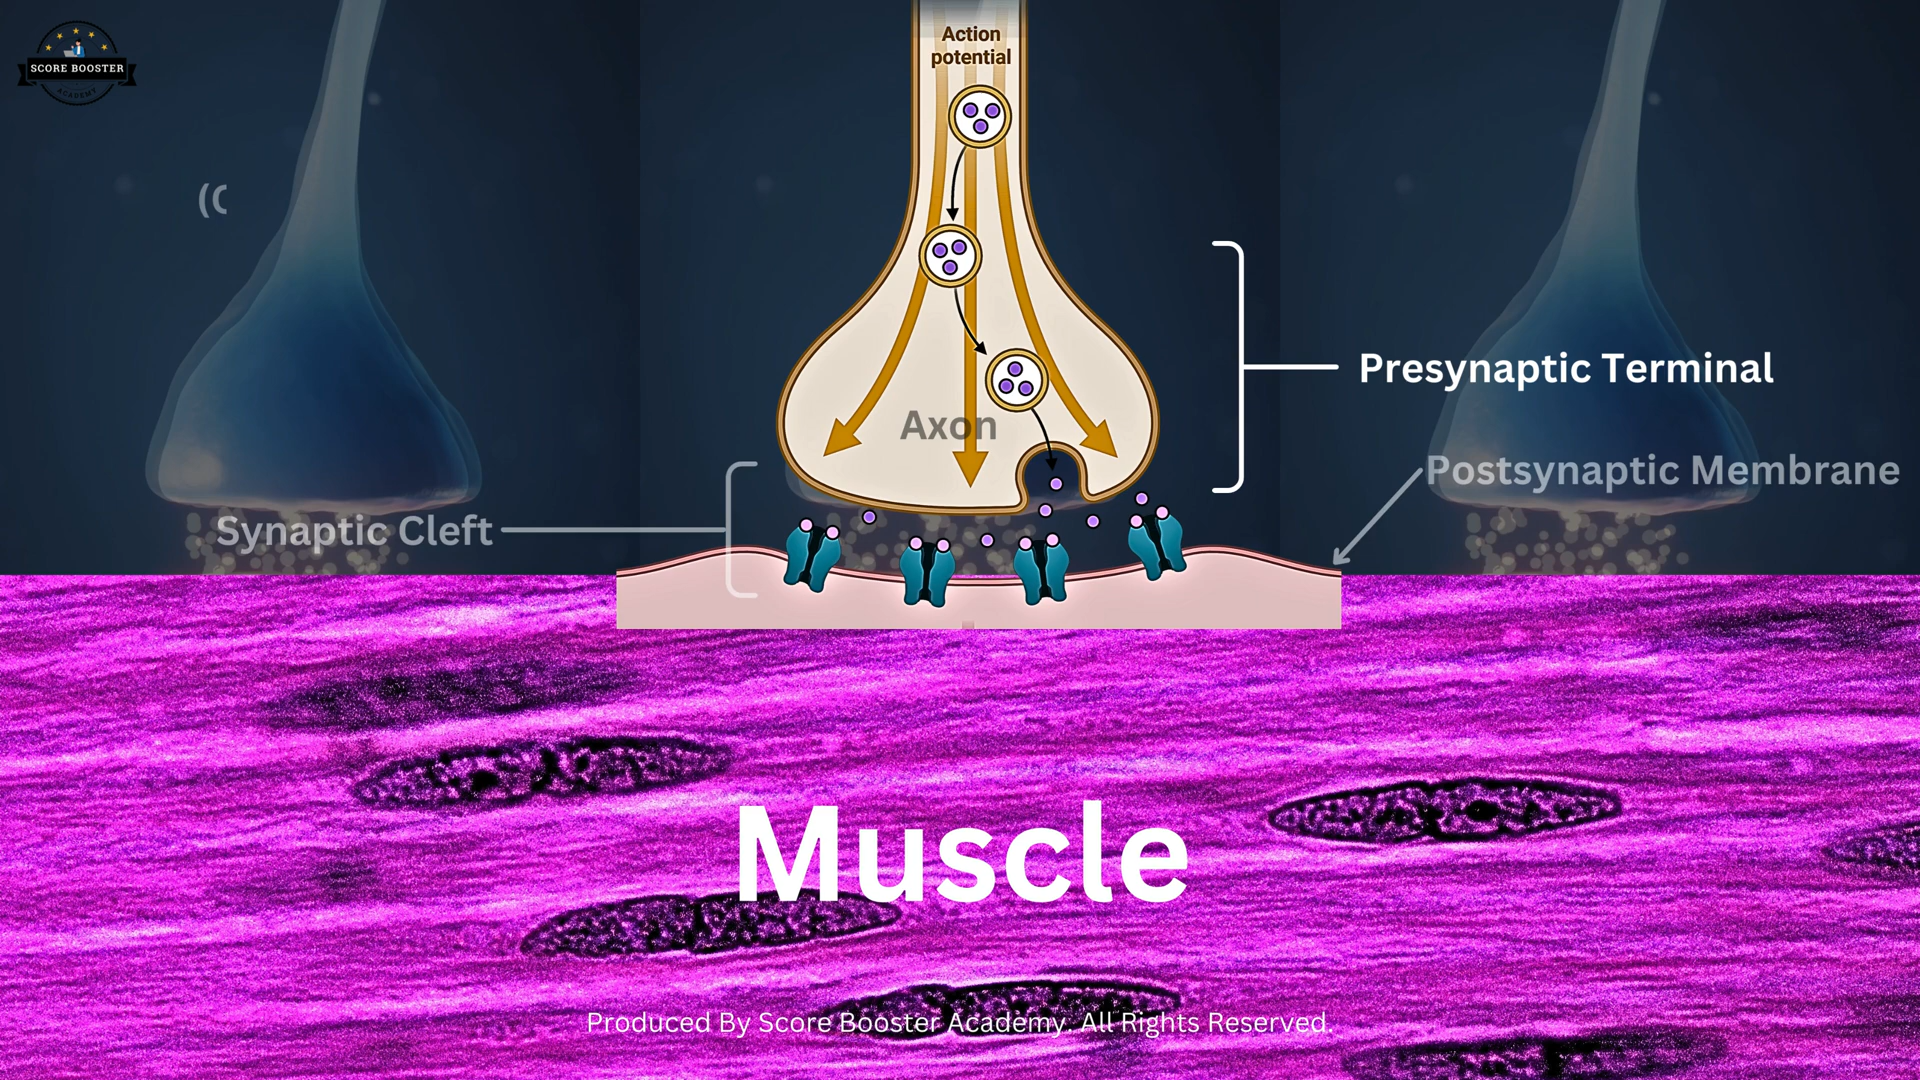 SCORE BOOSTER
ACADEMY
Action
potential
Presynaptic Terminal
Axon
Postsynaptic Membrane
Synaptic Cleft
Muscle
Produced By Score Booster Academy. All Rights Reserved.